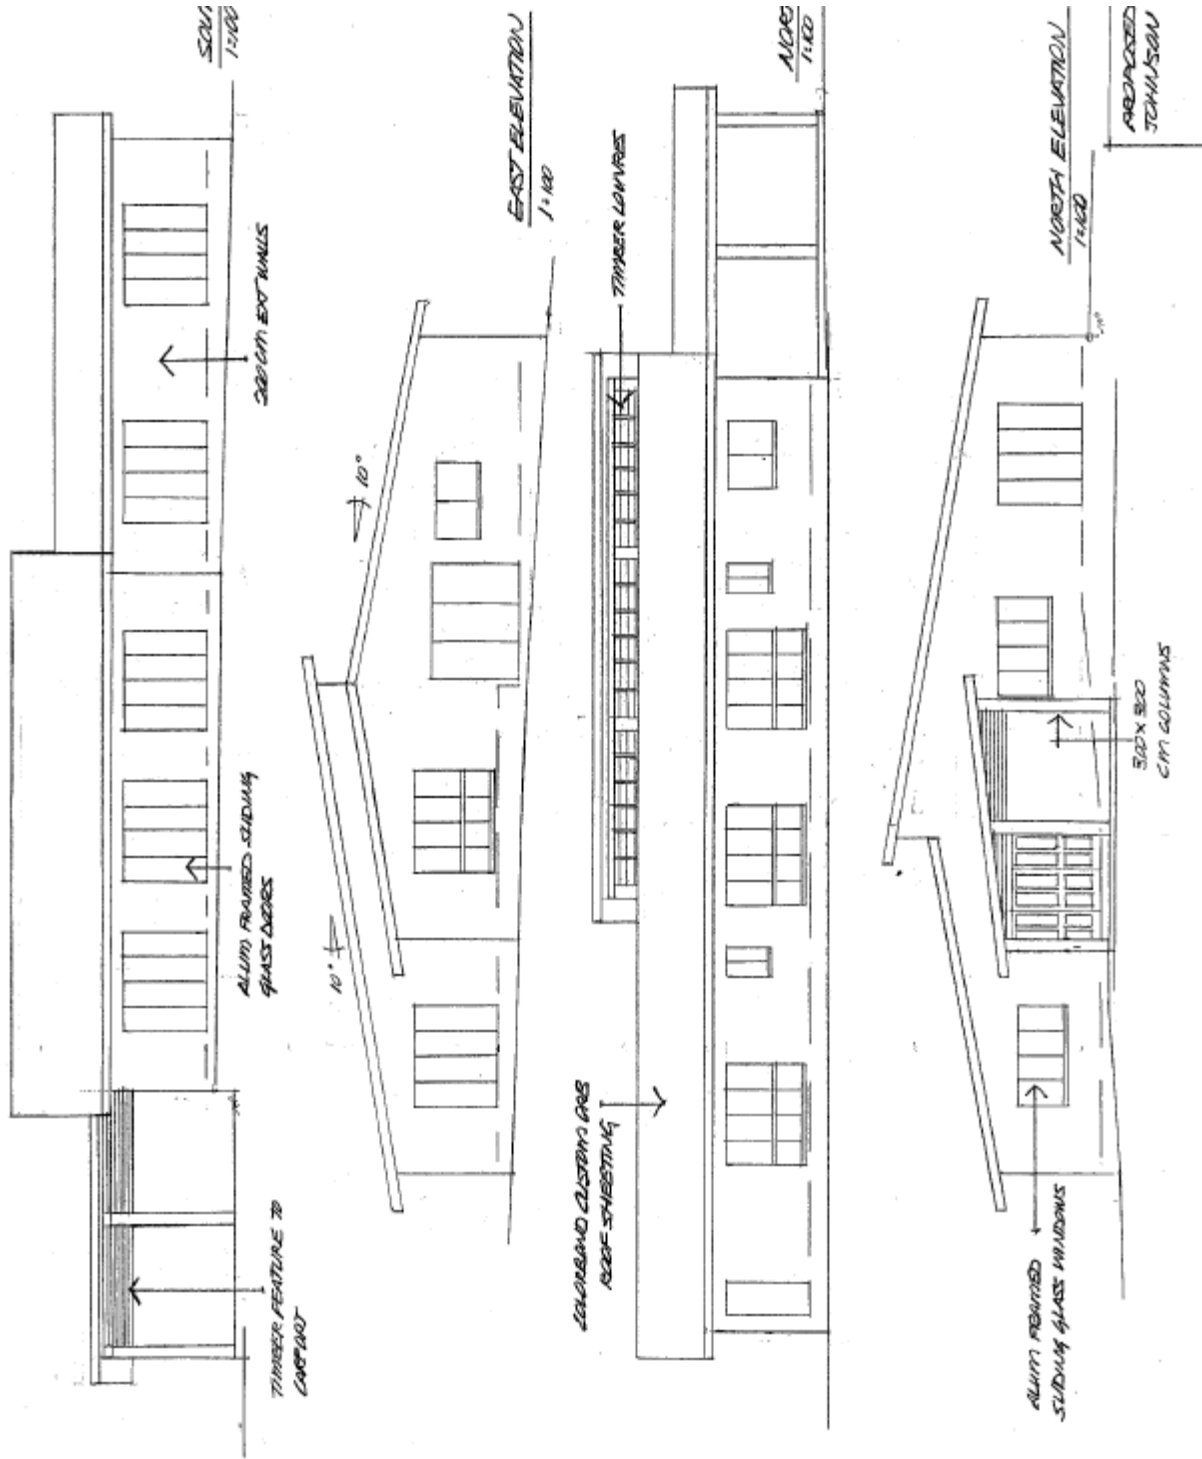 SOUT
1:100
200 CM EXT WALLS
ALUM FRAMED SLIDING
GLASS DOORS
TIMBER FEATURE TO
CARPORT
EAST ELEVATION
1:100
10°
10°
NORT
1:100
TIMBER LOUVRES
COLORBOND CUSTOM ORB
ROOF SHEETING
NORTH ELEVATION
1:100
300 X 300
CM COLUMNS
ALUM FRAMED
SLIDING GLASS WINDOWS
PROPOSED
JOHNSON